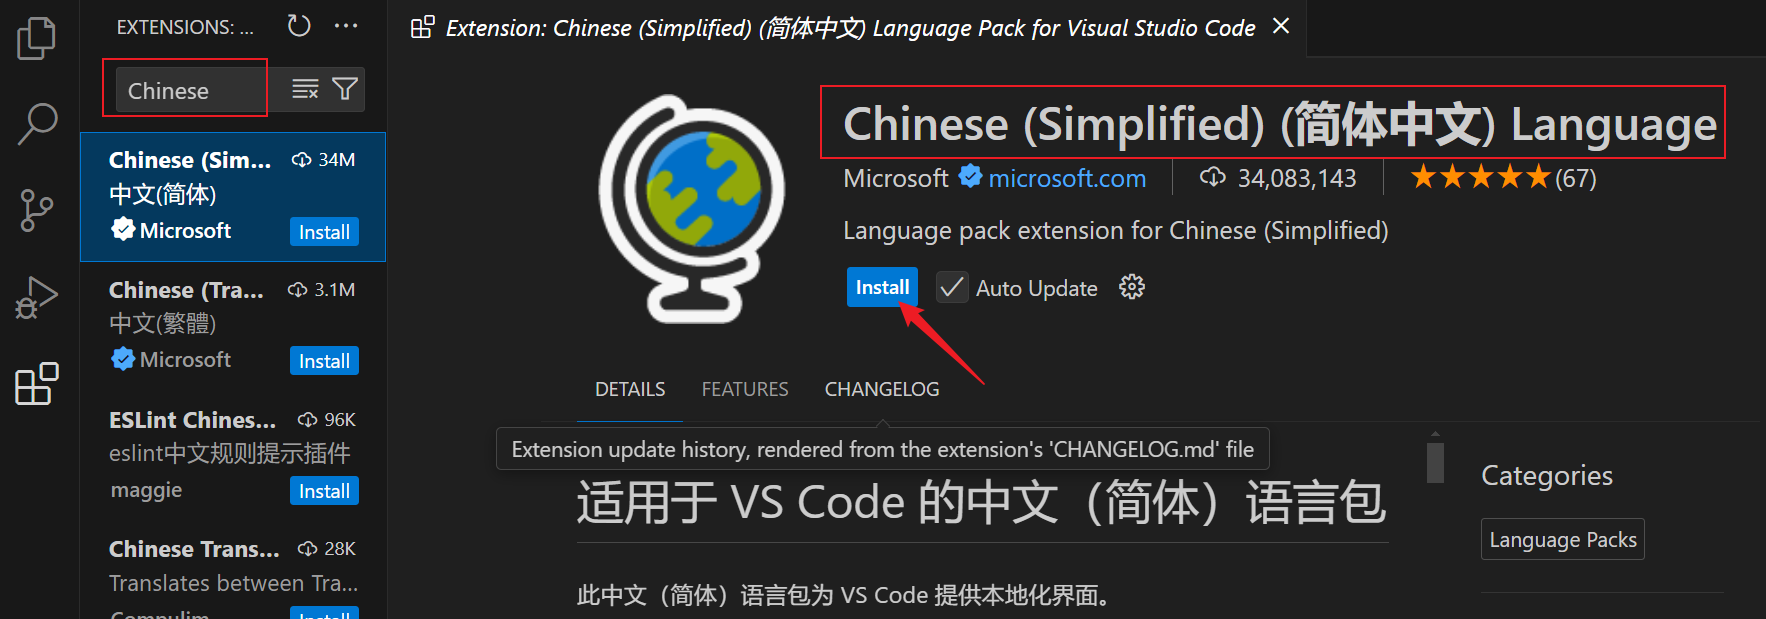 EXTENSIONS: ...
Chinese
Chinese (Sim... 34M
中文(简体)
Microsoft Install
Chinese (Tra... 3.1M
中文(繁體)
Microsoft Install
ESLint Chines... 96K
eslint中文规则提示插件
maggie Install
Chinese Trans... 28K
Translates between Tra...
Compulim Install
Extension: Chinese (Simplified) (简体中文) Language Pack for Visual Studio Code
Chinese (Simplified) (简体中文) Language
Microsoft microsoft.com 34,083,143 (67)
Language pack extension for Chinese (Simplified)
Install Auto Update
DETAILS FEATURES CHANGELOG
Extension update history, rendered from the extension's 'CHANGELOG.md' file
适用于 VS Code 的中文（简体）语言包
此中文（简体）语言包为 VS Code 提供本地化界面。
Categories
Language Packs